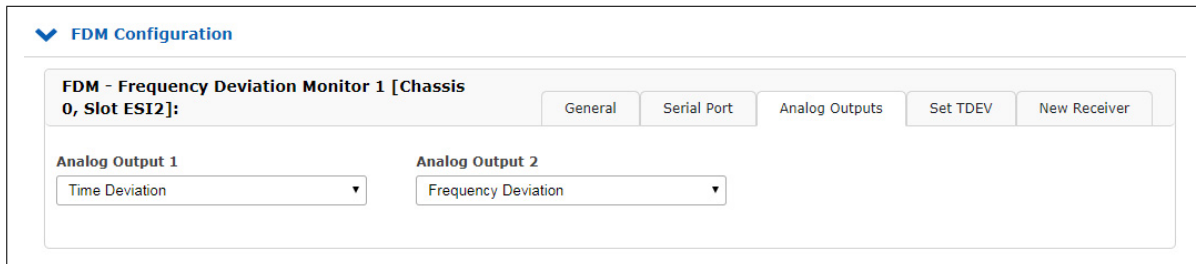 FDM Configuration
FDM - Frequency Deviation Monitor 1 [Chassis
0, Slot ESI2]:
General Serial Port Analog Outputs Set TDEV New Receiver
Analog Output 1 Analog Output 2
Time Deviation Frequency Deviation